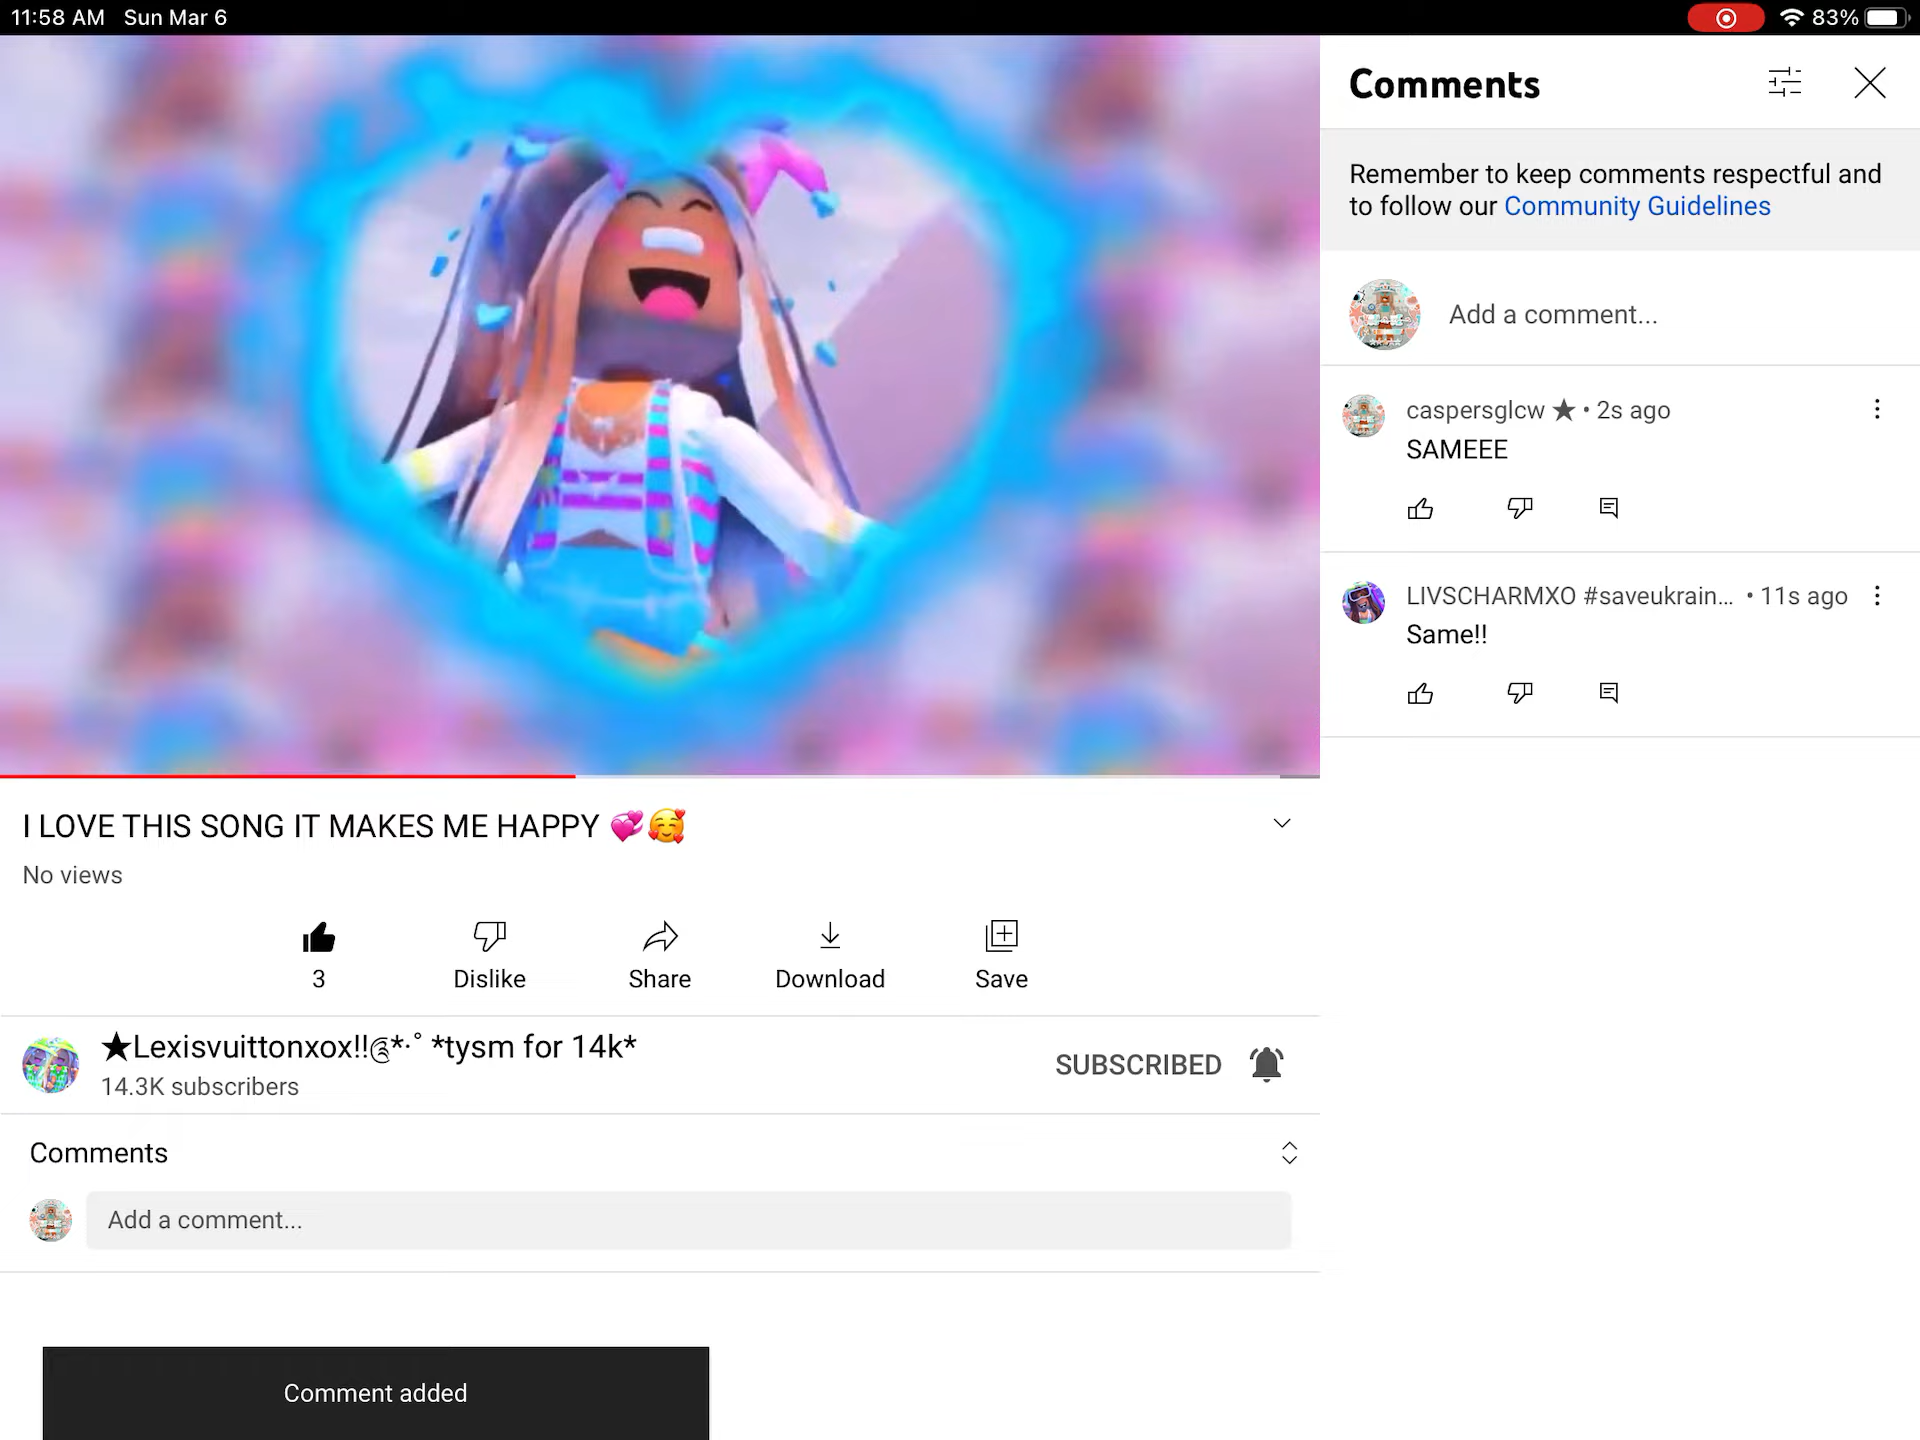 11:58 AM Sun Mar 6
83%
Comments
Remember to keep comments respectful and
to follow our Community Guidelines
Add a comment...
caspersglcw ★ • 2s ago
SAMEEE
LIVSCHARMXO #saveukrain... • 11s ago
Same!!
I LOVE THIS SONG IT MAKES ME HAPPY 💞🥰
No views
3
Dislike
Share
Download
Save
★Lexisvuittonxox!!ཻུ۪۪*·˚ *tysm for 14k*
14.3K subscribers
SUBSCRIBED
Comments
Add a comment...
Comment added